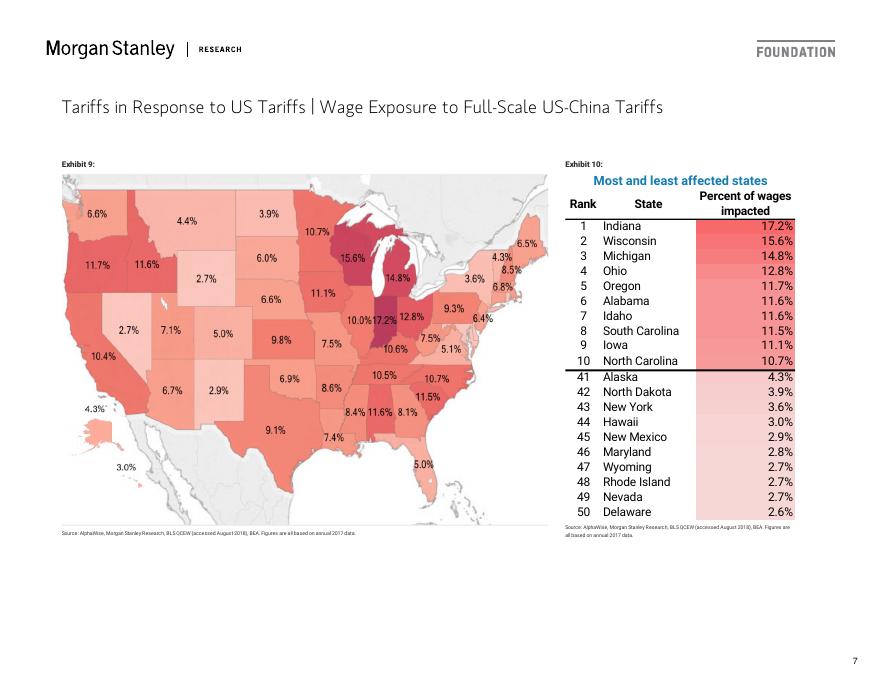 Morgan Stanley | RESEARCH
FOUNDATION
Tariffs in Response to US Tariffs | Wage Exposure to Full-Scale US-China Tariffs
Exhibit 9:
6.6%
4.4%
3.9%
10.7%
11.7%
11.6%
2.7%
6.0%
15.6%
14.8%
6.5%
4.3%
8.5%
3.6%
6.8%
2.7%
7.1%
5.0%
6.6%
11.1%
10.0%
17.2%
12.8%
9.3%
6.4%
10.4%
9.8%
7.5%
10.6%
7.5%
5.1%
6.7%
2.9%
6.9%
8.6%
10.5%
10.7%
11.5%
4.3%
9.1%
7.4%
8.4%
11.6%
8.1%
3.0%
5.0%
Source: AlphaWise, Morgan Stanley Research, BLS QCEW (accessed August 2018), BEA. Figures are all based on annual 2017 data.
Exhibit 10:
Most and least affected states
Rank State Percent of wages impacted
1 Indiana 17.2%
2 Wisconsin 15.6%
3 Michigan 14.8%
4 Ohio 12.8%
5 Oregon 11.7%
6 Alabama 11.6%
7 Idaho 11.6%
8 South Carolina 11.5%
9 Iowa 11.1%
10 North Carolina 10.7%
41 Alaska 4.3%
42 North Dakota 3.9%
43 New York 3.6%
44 Hawaii 3.0%
45 New Mexico 2.9%
46 Maryland 2.8%
47 Wyoming 2.7%
48 Rhode Island 2.7%
49 Nevada 2.7%
50 Delaware 2.6%
Source: AlphaWise, Morgan Stanley Research, BLS QCEW (accessed August 2018), BEA. Figures are
all based on annual 2017 data.
7